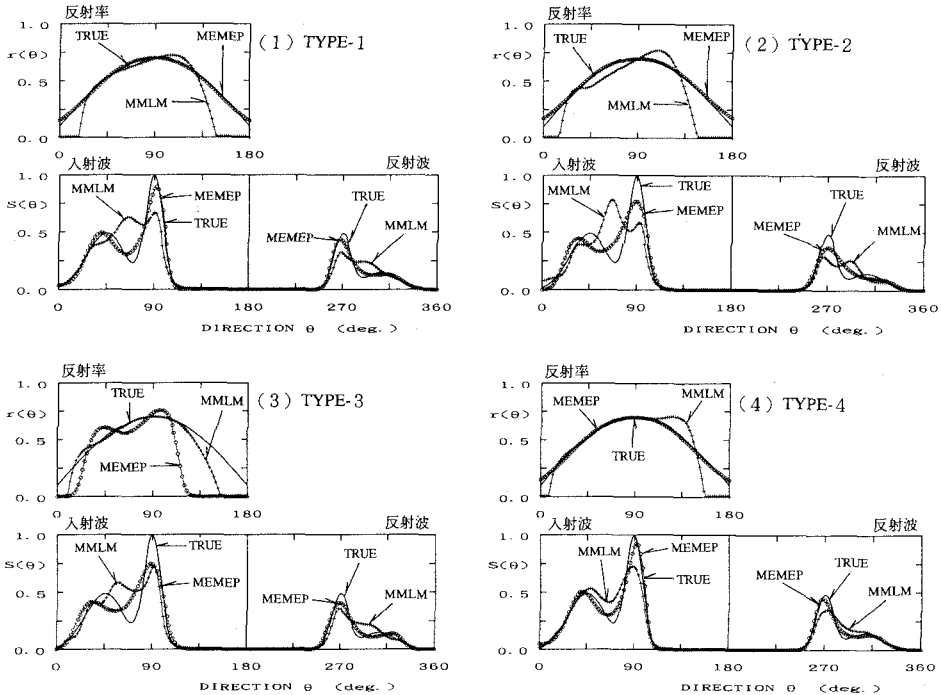 反射率
1.0
r(θ)
0.5
0.0
TRUE
MEMEP
MMLM
0 90 180
(1) TYPE-1
入射波 反射波
1.0
S(θ)
0.5
0.0
MMLM
MEMEP
TRUE
TRUE
MEMEP
MMLM
0 90 180 270 360
DIRECTION θ (deg.)
反射率
1.0
r(θ)
0.5
0.0
TRUE
MEMEP
MMLM
0 90 180
(2) TYPE-2
入射波 反射波
1.0
S(θ)
0.5
0.0
MMLM
TRUE
MEMEP
TRUE
MEMEP
MMLM
0 90 180 270 360
DIRECTION θ (deg.)
反射率
1.0
r(θ)
0.5
0.0
TRUE
MMLM
MEMEP
0 90 180
(3) TYPE-3
入射波 反射波
1.0
S(θ)
0.5
0.0
MMLM
TRUE
MEMEP
TRUE
MEMEP
MMLM
0 90 180 270 360
DIRECTION θ (deg.)
反射率
1.0
r(θ)
0.5
0.0
MEMEP
MMLM
TRUE
0 90 180
(4) TYPE-4
入射波 反射波
1.0
S(θ)
0.5
0.0
MMLM
MEMEP
TRUE
MEMEP
TRUE
MMLM
0 90 180 270 360
DIRECTION θ (deg.)